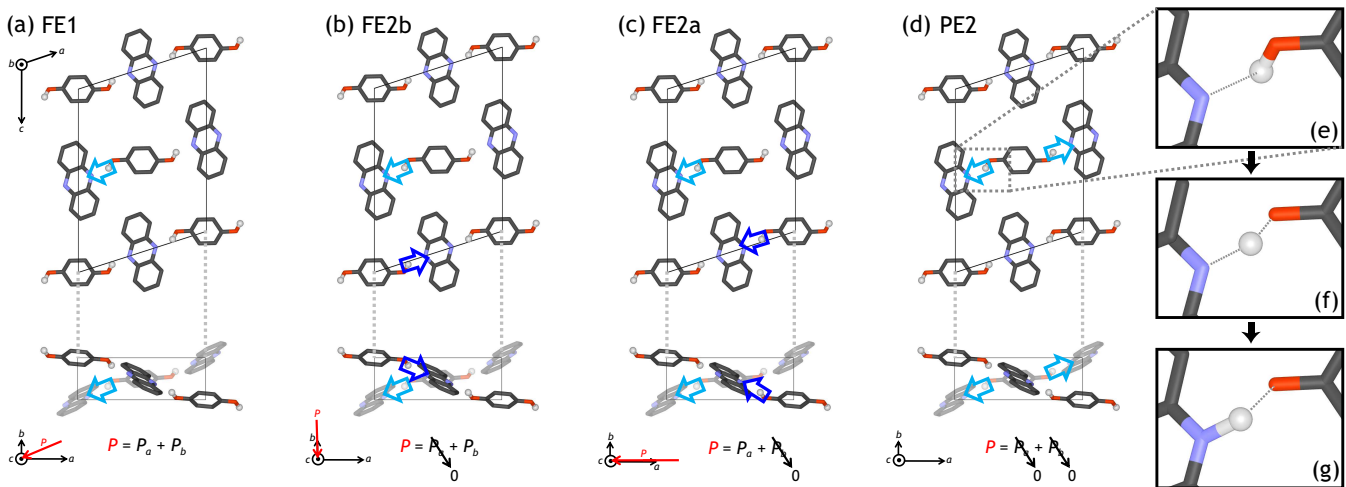 (a) FE1
(b) FE2b
(c) FE2a
(d) PE2
b
a
c
(e)
(f)
(g)
P
b
c
a
P = Pa + Pb
P
b
c
a
P = Pa + Pb
0
b
P
c
a
P = Pa + Pb
0
b
c
a
P = Pa + Pb
0
0